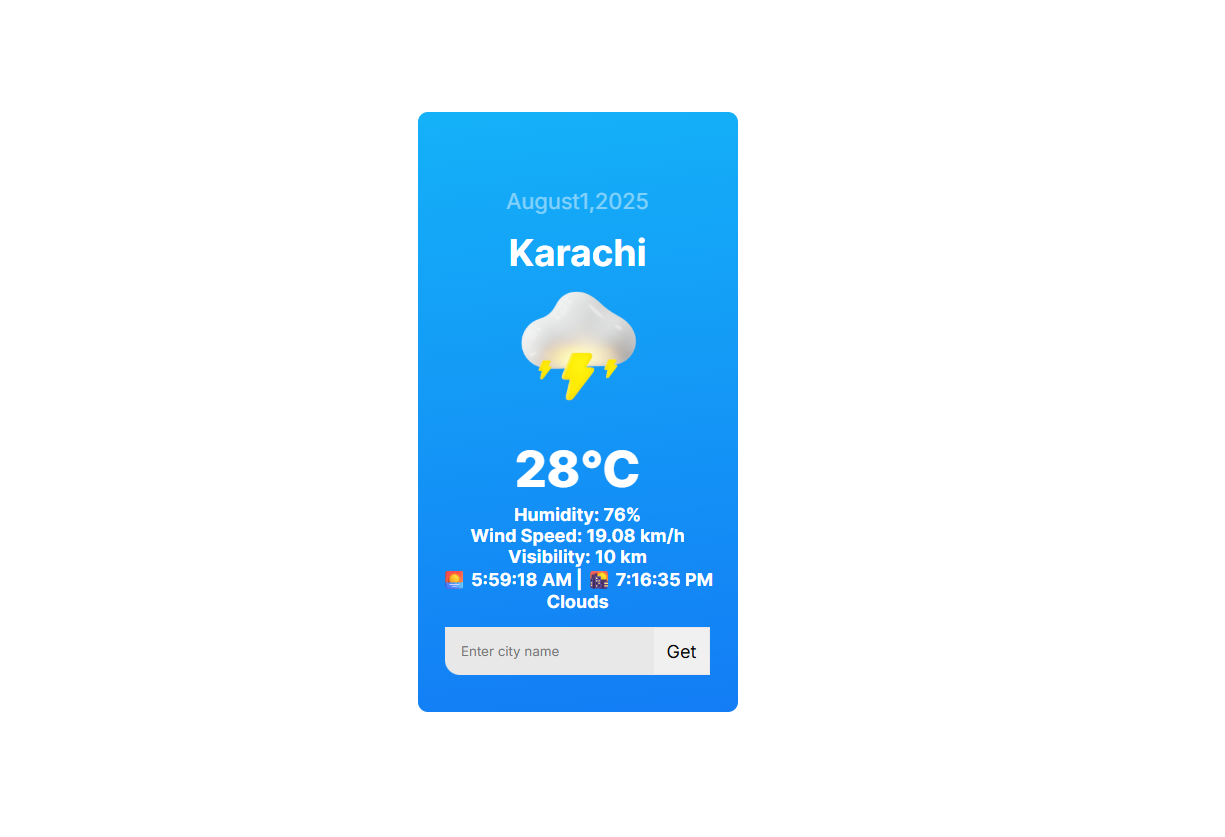 August1,2025
Karachi
28°C
Humidity: 76%
Wind Speed: 19.08 km/h
Visibility: 10 km
🌅 5:59:18 AM | 🌇 7:16:35 PM
Clouds
Enter city name Get